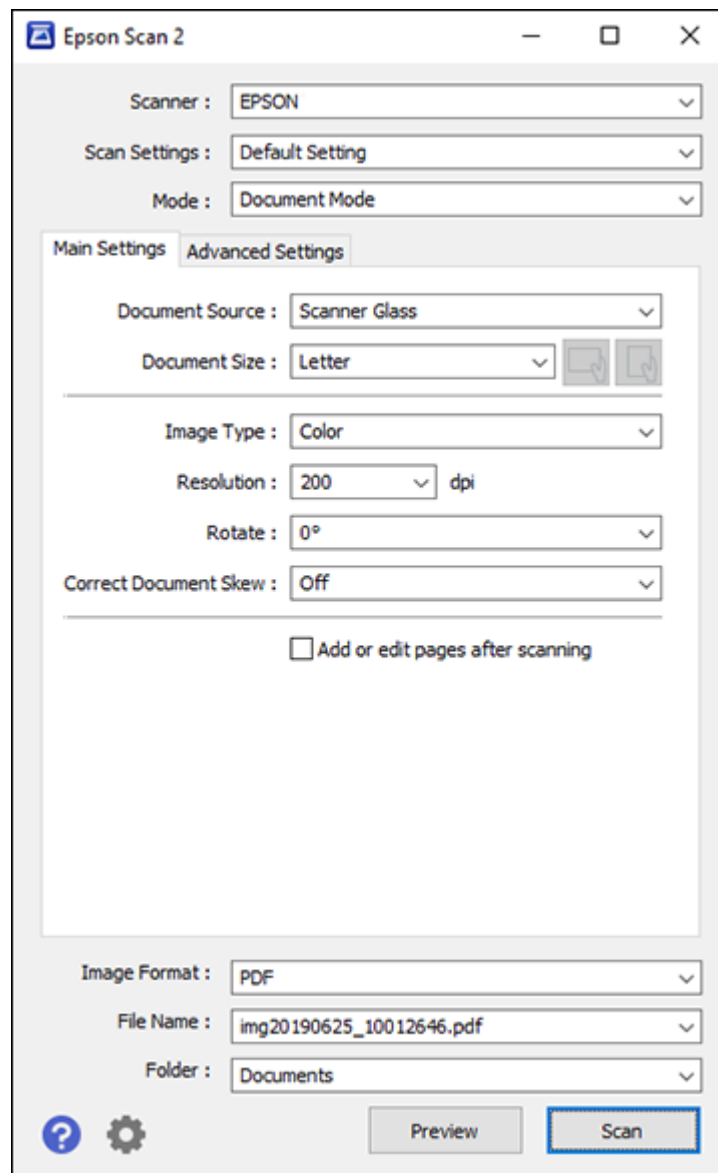 Epson Scan 2
Scanner : EPSON
Scan Settings : Default Setting
Mode : Document Mode
Main Settings Advanced Settings
Document Source : Scanner Glass
Document Size : Letter
Image Type : Color
Resolution : 200 dpi
Rotate : 0°
Correct Document Skew : Off
Add or edit pages after scanning
Image Format : PDF
File Name : img20190625_10012646.pdf
Folder : Documents
? Preview Scan